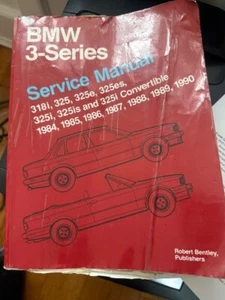 BMW
3-Series
Service Manual
318i, 325, 325e, 325es,
325i, 325is and 325i Convertible
1984, 1985, 1986, 1987, 1988, 1989, 1990
Robert Bentley,
Publishers